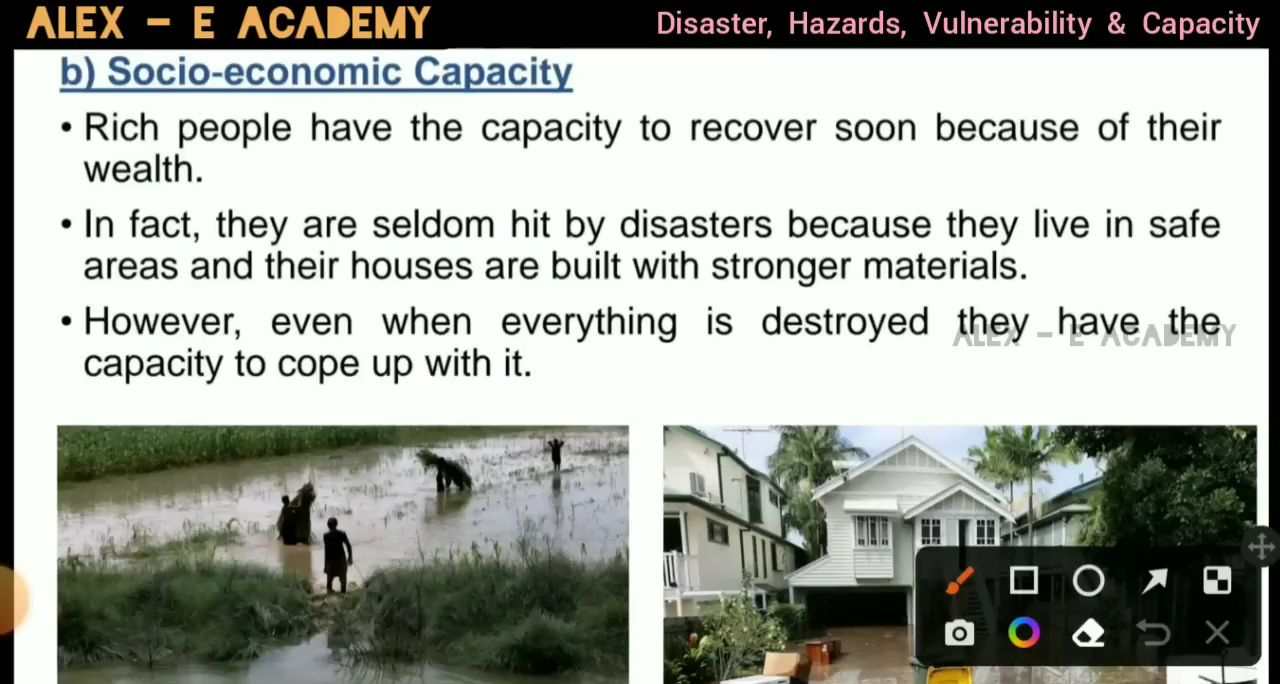 ALEX – E ACADEMY
Disaster, Hazards, Vulnerability & Capacity
b) Socio-economic Capacity
• Rich people have the capacity to recover soon because of their
wealth.
• In fact, they are seldom hit by disasters because they live in safe
areas and their houses are built with stronger materials.
• However, even when everything is destroyed they have the
capacity to cope up with it.
ALEX – E ACADEMY